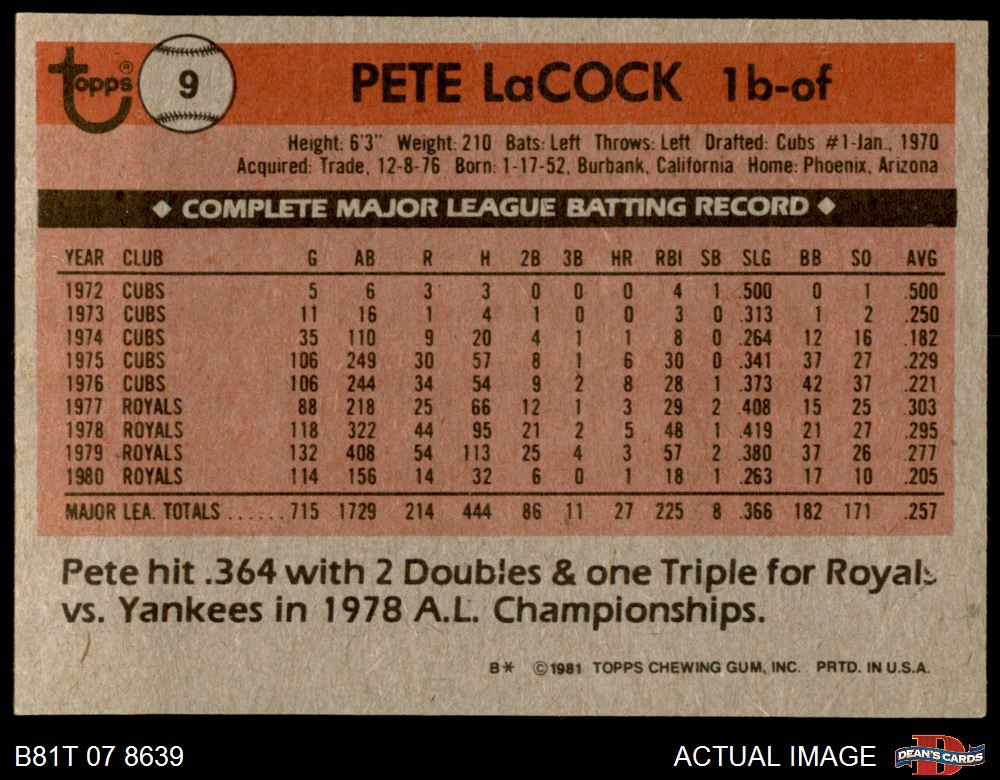 topps® 9 PETE LaCOCK 1b-of
Height: 6'3" Weight: 210 Bats: Left Throws: Left Drafted: Cubs #1-Jan., 1970
Acquired: Trade, 12-8-76 Born: 1-17-52, Burbank, California Home: Phoenix, Arizona
◆ COMPLETE MAJOR LEAGUE BATTING RECORD ◆
YEAR CLUB G AB R H 2B 3B HR RBI SB SLG BB SO AVG
1972 CUBS 5 6 3 3 0 0 0 4 1 .500 0 1 .500
1973 CUBS 11 16 1 4 1 0 0 3 0 .313 1 2 .250
1974 CUBS 35 110 9 20 4 1 1 8 0 .264 12 16 .182
1975 CUBS 106 249 30 57 8 1 6 30 0 .341 37 27 .229
1976 CUBS 106 244 34 54 9 2 8 28 1 .373 42 37 .221
1977 ROYALS 88 218 25 66 12 1 3 29 2 .408 15 25 .303
1978 ROYALS 118 322 44 95 21 2 5 48 1 .419 21 27 .295
1979 ROYALS 132 408 54 113 25 4 3 57 2 .380 37 26 .277
1980 ROYALS 114 156 14 32 6 0 1 18 1 .263 17 10 .205
MAJOR LEA. TOTALS ......715 1729 214 444 86 11 27 225 8 .366 182 171 .257
Pete hit .364 with 2 Doubles & one Triple for Royals
vs. Yankees in 1978 A.L. Championships.
B* ©1981 TOPPS CHEWING GUM, INC. PRTD. IN U.S.A.
B81T 07 8639 ACTUAL IMAGE DEAN'S CARDS